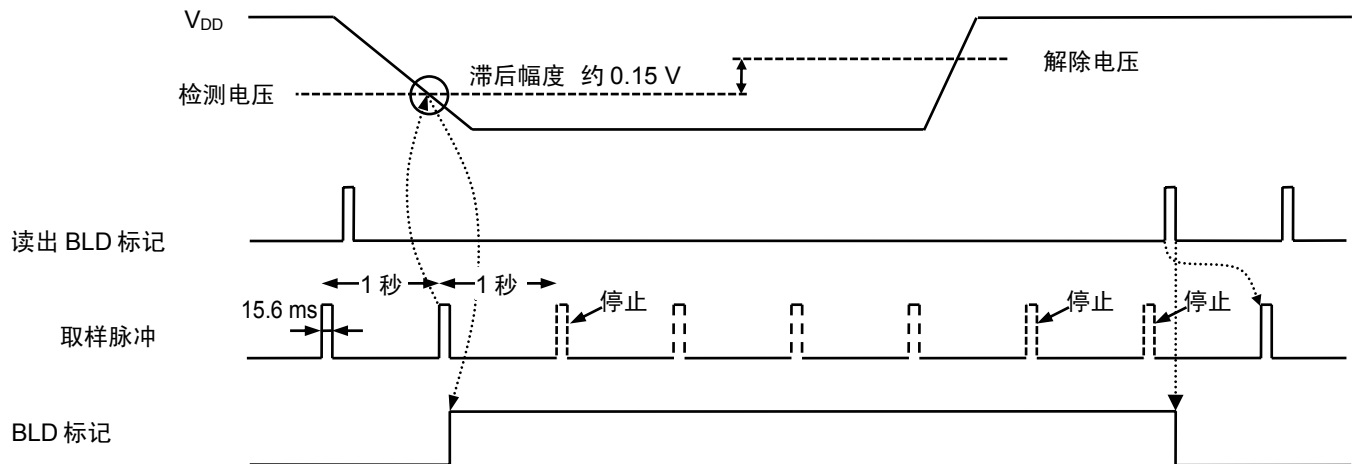 VDD
滞后幅度 约 0.15 V
解除电压
检测电压
读出 BLD 标记
1 秒
1 秒
15.6 ms
停止
停止
停止
取样脉冲
BLD 标记